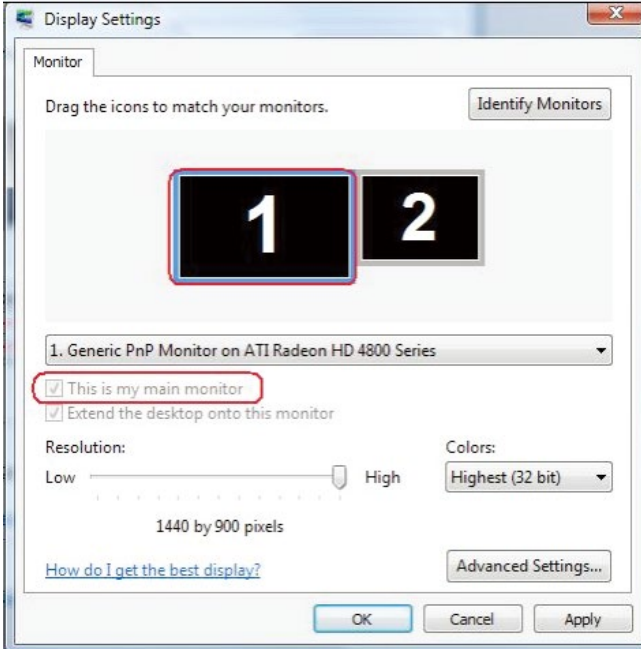 Display Settings
X
Monitor
Drag the icons to match your monitors.
Identify Monitors
1
2
1. Generic PnP Monitor on ATI Radeon HD 4800 Series
This is my main monitor
Extend the desktop onto this monitor
Resolution:
Colors:
Low
High
Highest (32 bit)
1440 by 900 pixels
How do I get the best display?
Advanced Settings...
OK
Cancel
Apply